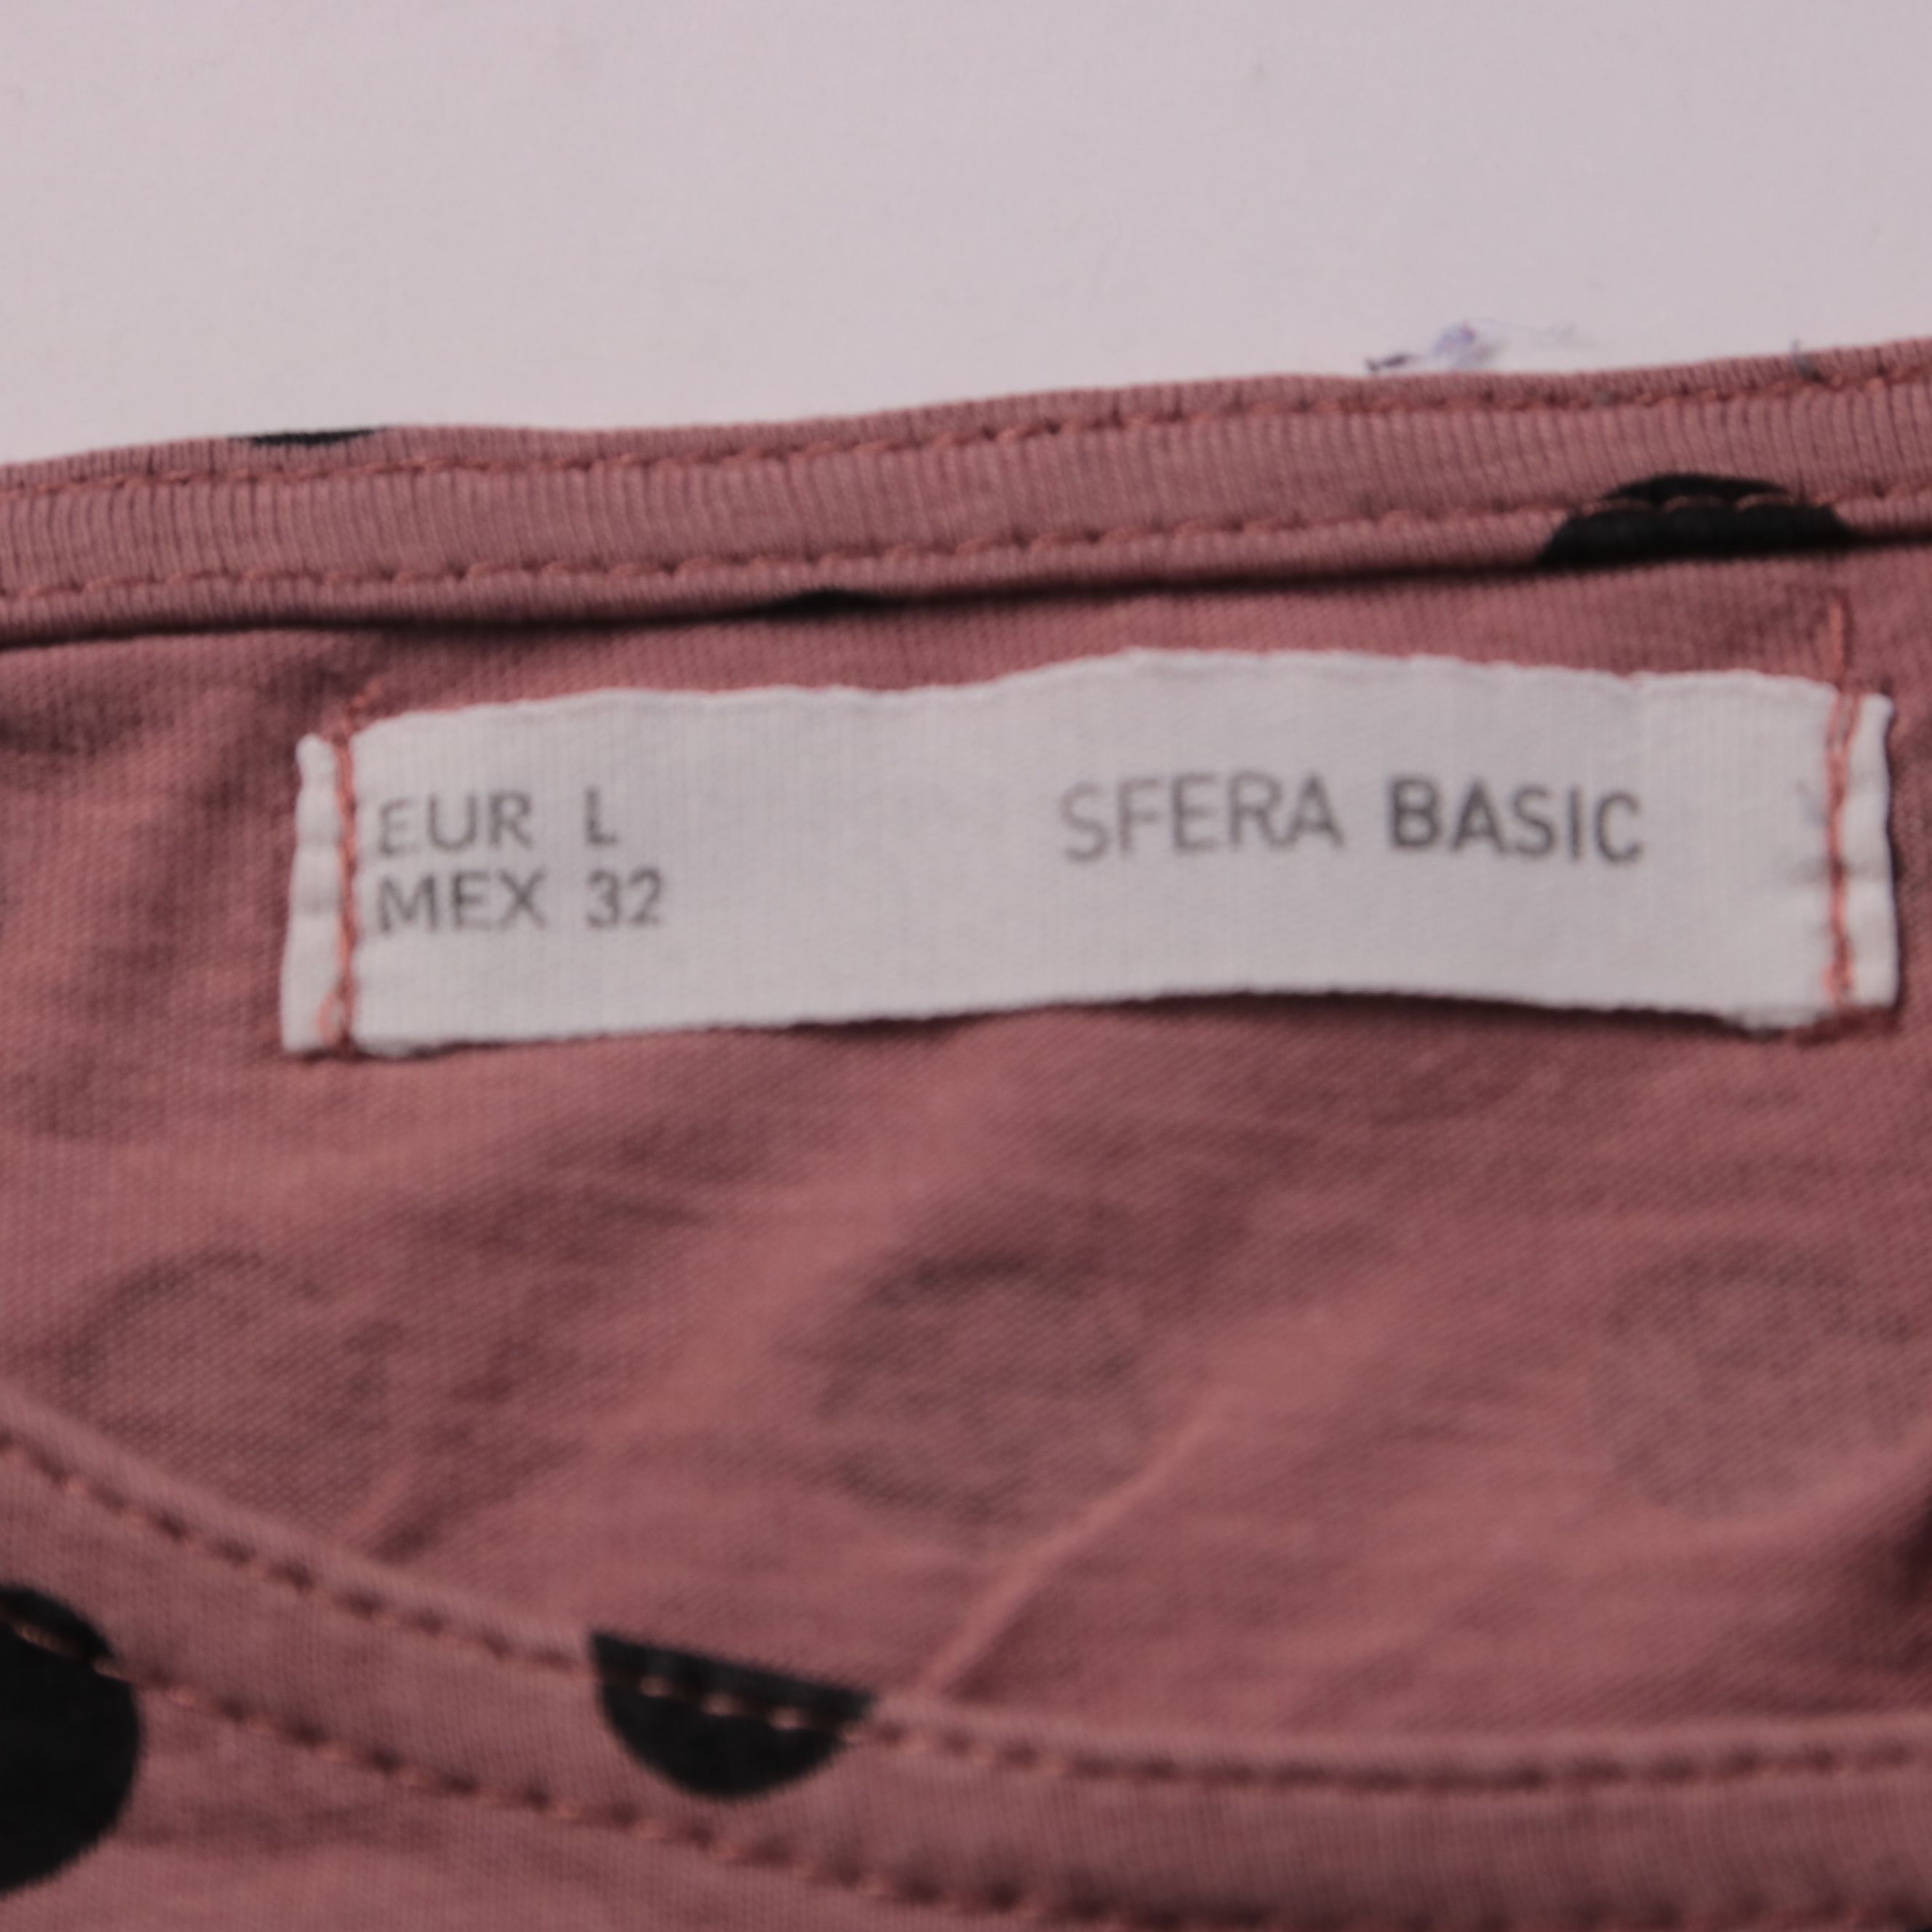 EUR L
MEX 32
SFERA BASIC